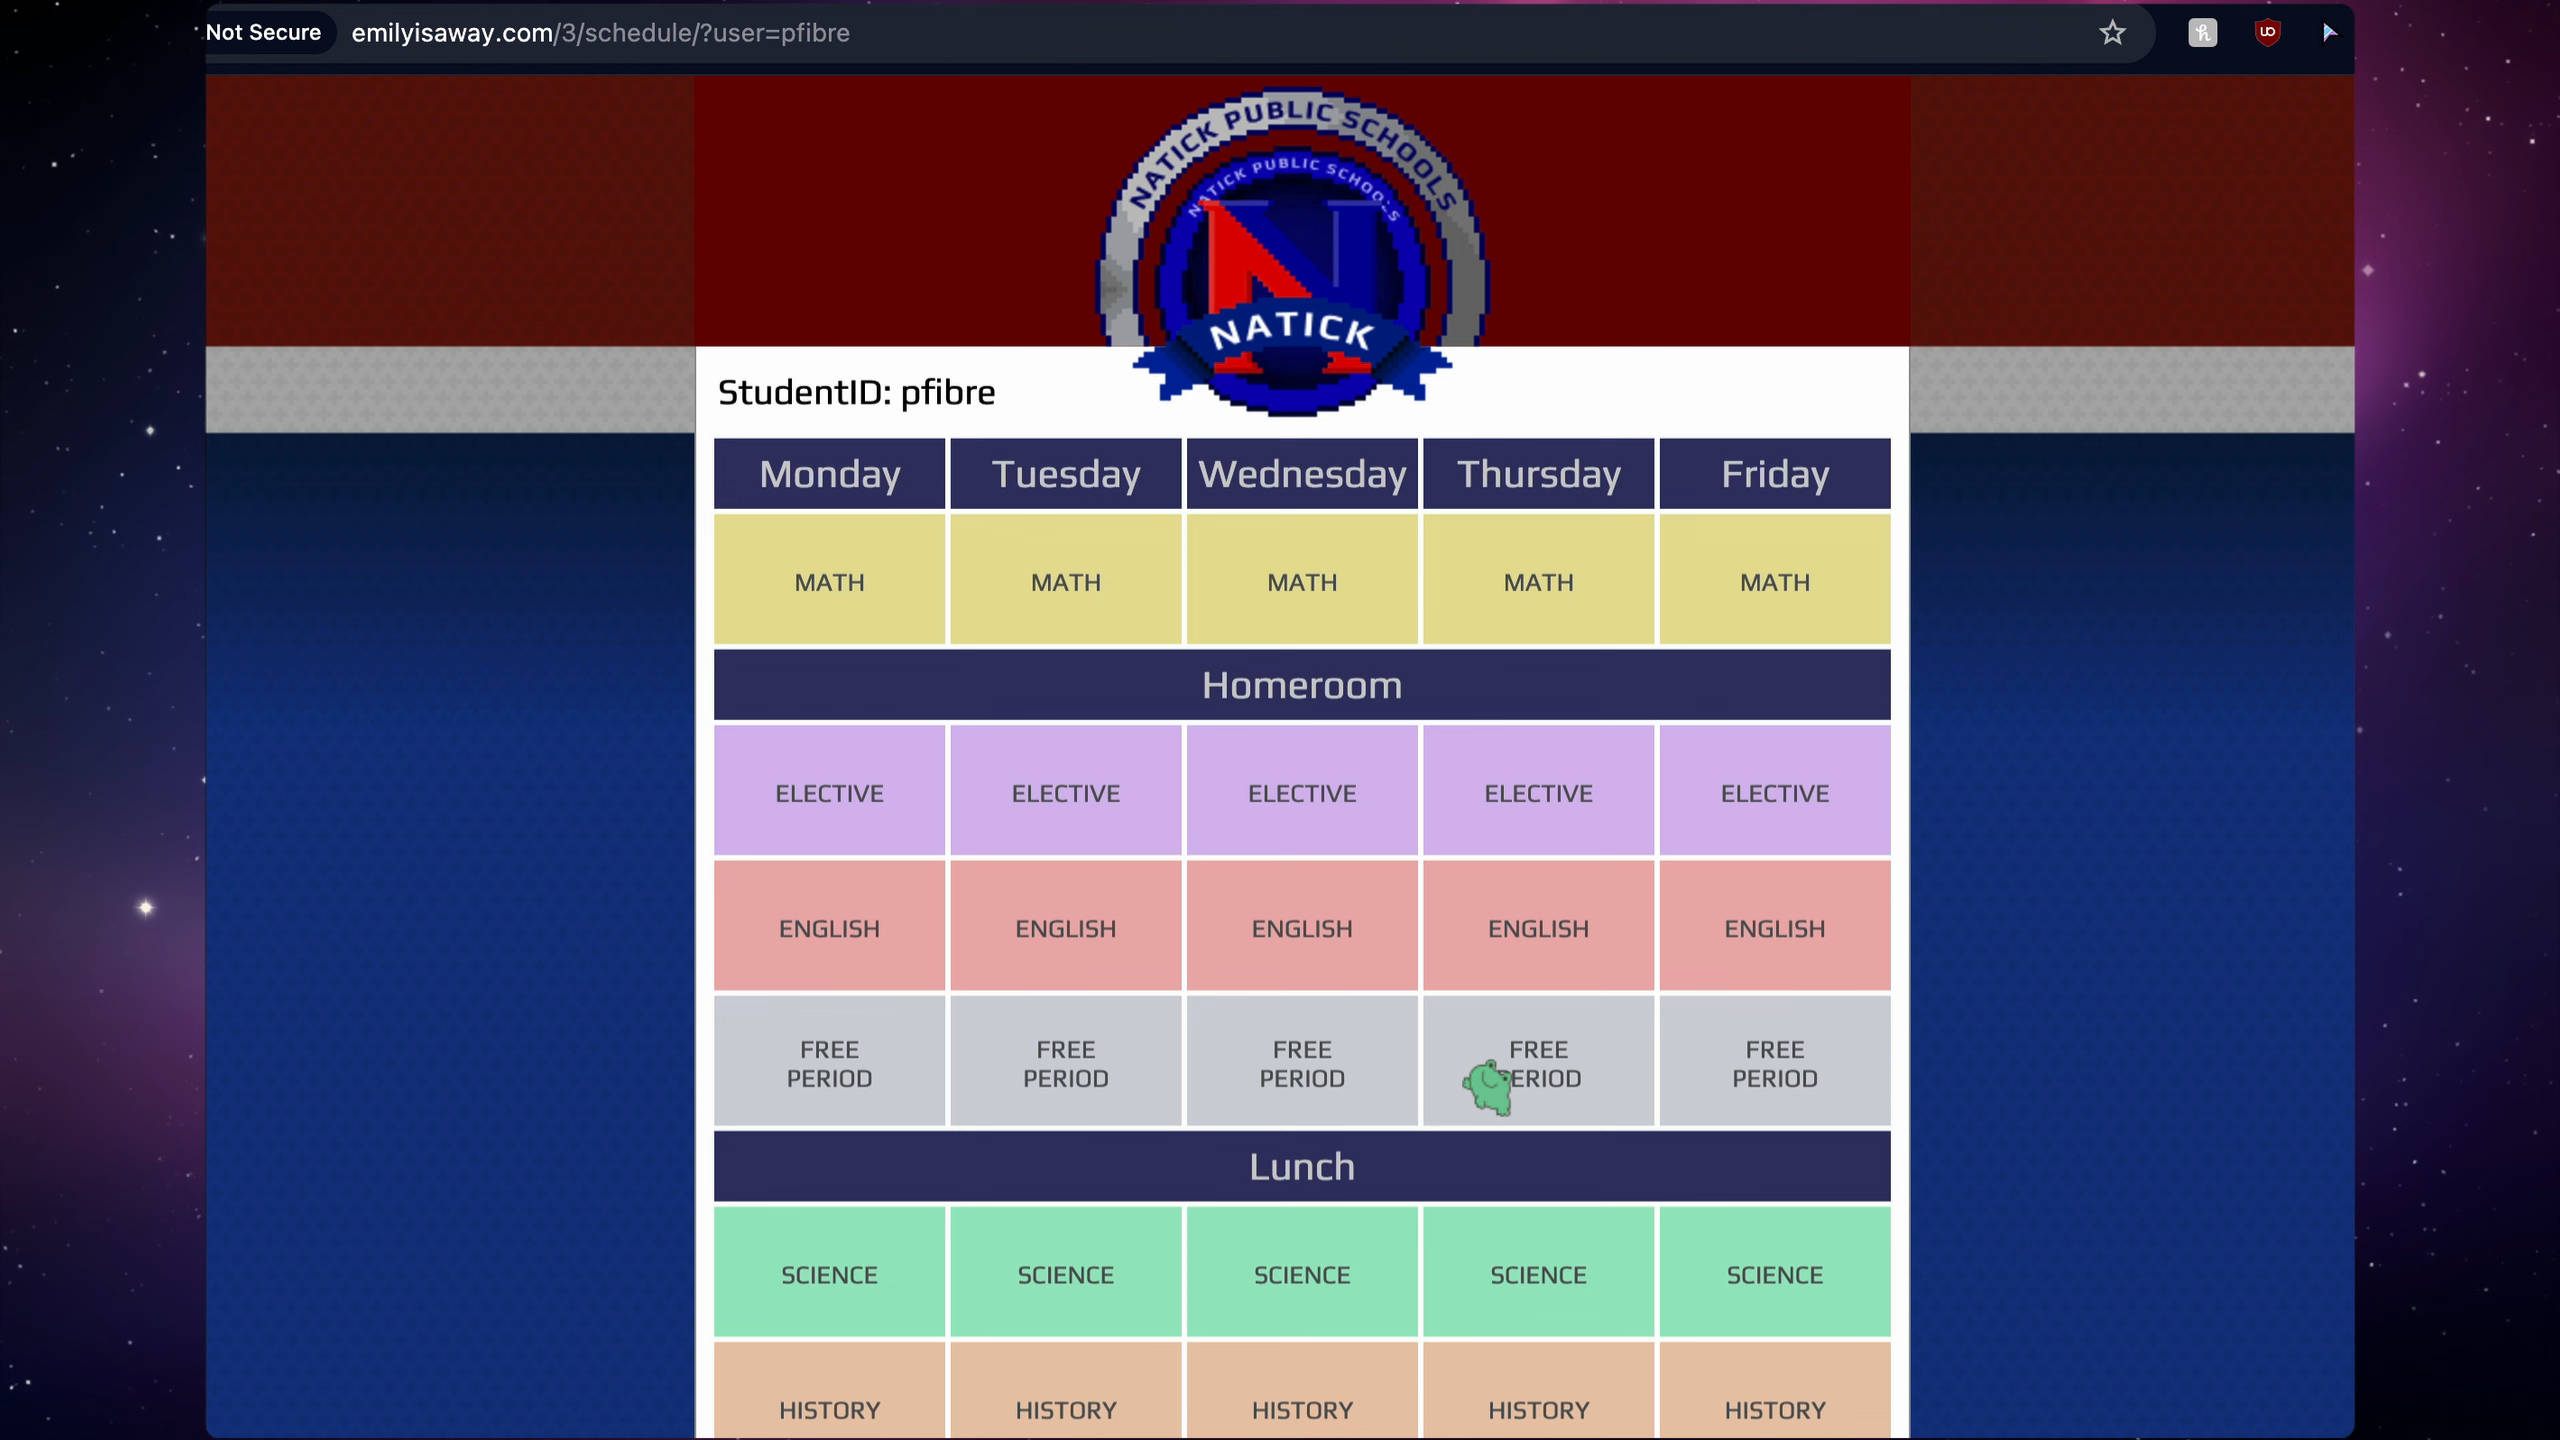 Not Secure emilyisaway.com/3/schedule/?user=pfibre
NATICK PUBLIC SCHOOLS
NATICK PUBLIC SCHOOLS
N
NATICK
StudentID: pfibre
Monday Tuesday Wednesday Thursday Friday
MATH MATH MATH MATH MATH
Homeroom
ELECTIVE ELECTIVE ELECTIVE ELECTIVE ELECTIVE
ENGLISH ENGLISH ENGLISH ENGLISH ENGLISH
FREE FREE FREE FREE FREE
PERIOD PERIOD PERIOD PERIOD PERIOD
Lunch
SCIENCE SCIENCE SCIENCE SCIENCE SCIENCE
HISTORY HISTORY HISTORY HISTORY HISTORY